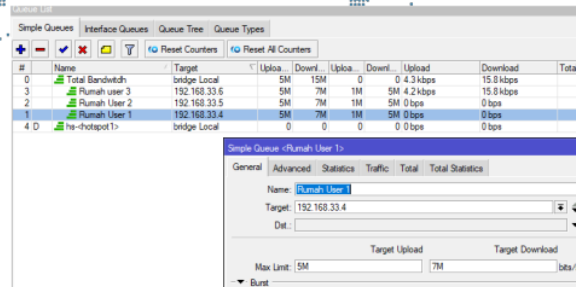 Queue List
Simple Queues Interface Queues Queue Tree Queue Types
Reset Counters Reset All Counters
# Name Target Uploa... Downl... Uploa... Downl... Upload Download Tota
0 Total Bandwitdh bridge Local 5M 15M 0 0 4.3 kbps 15.8 kbps
3 Rumah user 3 192.168.33.6 5M 7M 1M 5M 4.2 kbps 15.8 kbps
2 Rumah User 2 192.168.33.5 5M 7M 1M 5M 0 bps 0 bps
1 Rumah User 1 192.168.33.4 5M 7M 1M 5M 0 bps 0 bps
4 D hs-<hotspot1> bridge Local 0 0 0 0 0 bps 0 bps
Simple Queue <Rumah User 1>
General Advanced Statistics Traffic Total Total Statistics
Name: Rumah User 1
Target: 192.168.33.4
Dst.:
Target Upload Target Download
Max Limit: 5M 7M bits/
Burst